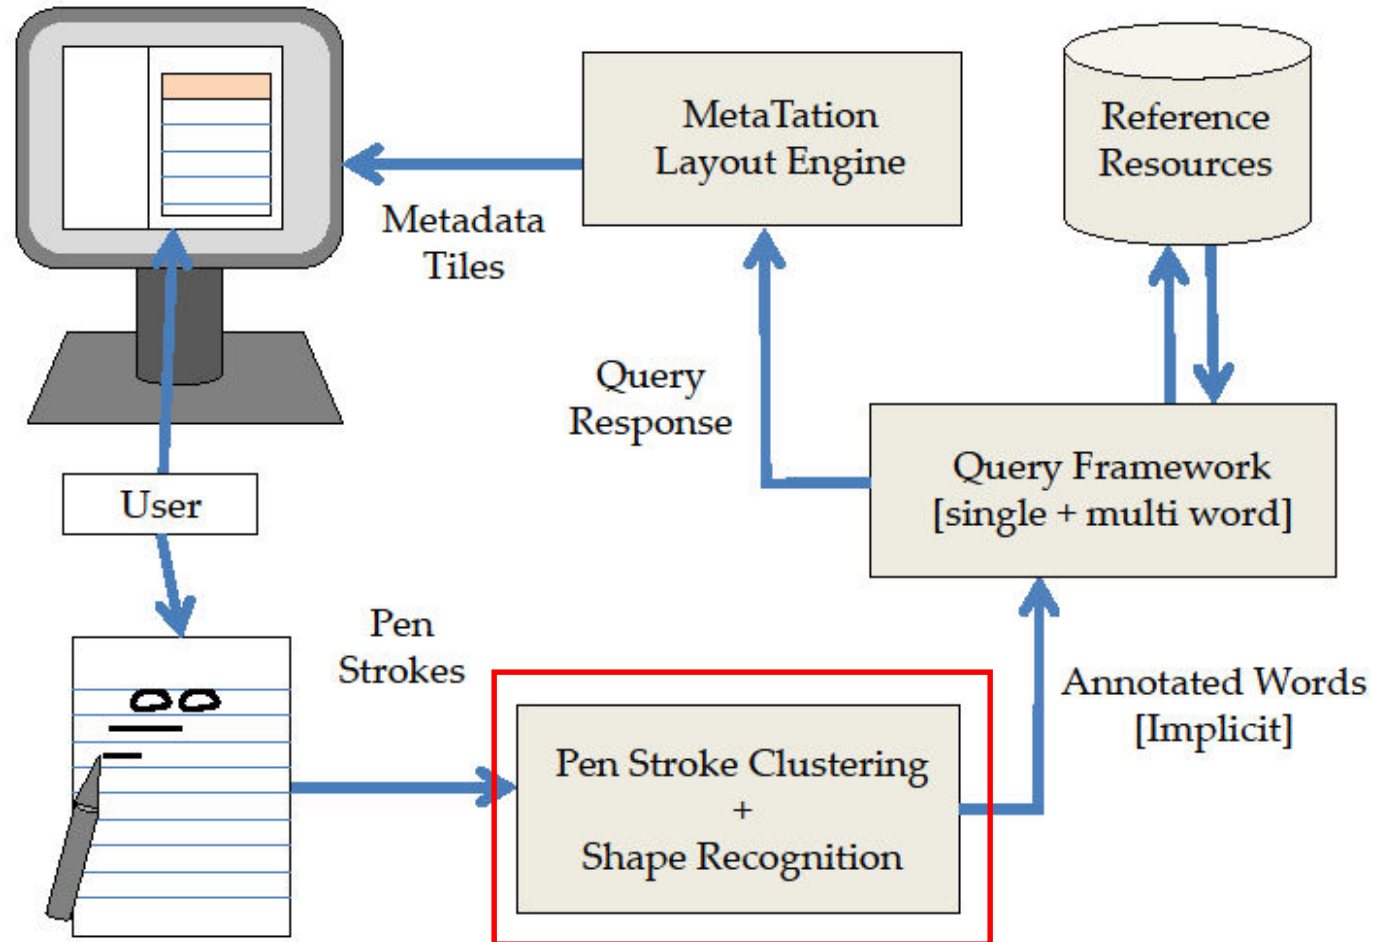 MetaTation
Layout Engine
Reference
Resources
Metadata
Tiles
Query
Response
Query Framework
[single + multi word]
User
Pen
Strokes
Annotated Words
[Implicit]
Pen Stroke Clustering
+
Shape Recognition